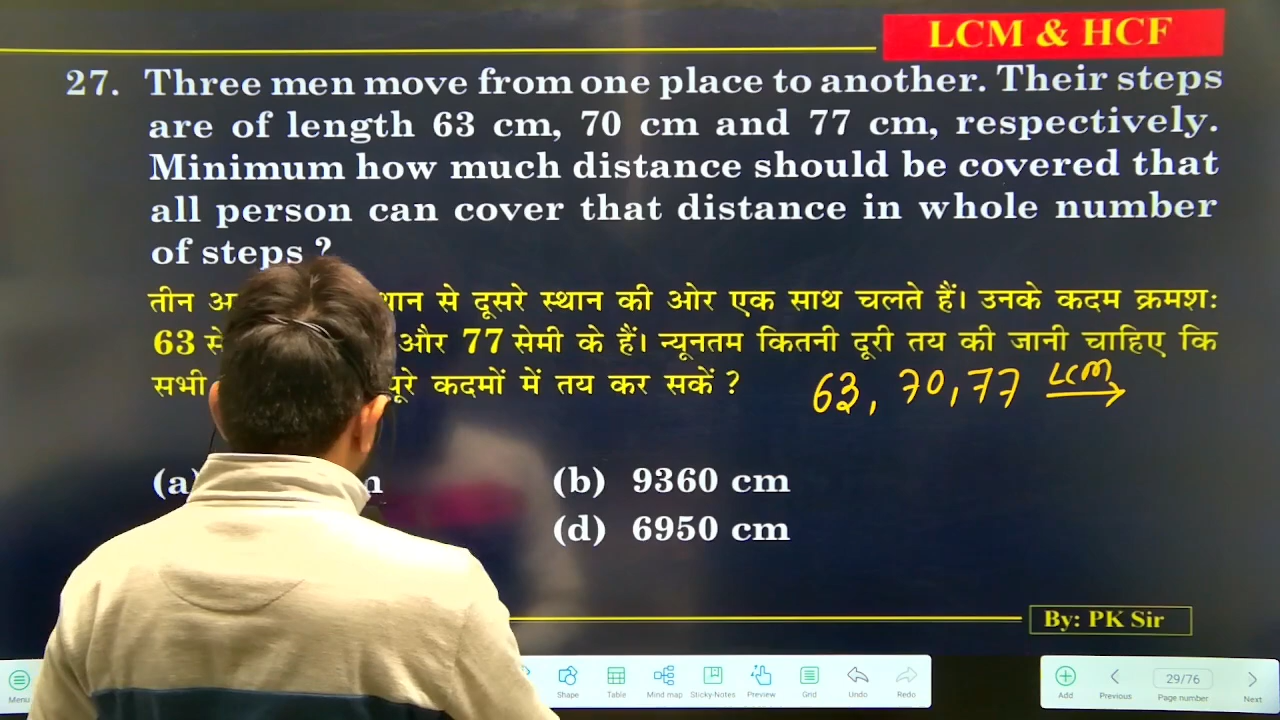 LCM & HCF
27. Three men move from one place to another. Their steps
are of length 63 cm, 70 cm and 77 cm, respectively.
Minimum how much distance should be covered that
all person can cover that distance in whole number
of steps ?
तीन से दूसरे स्थान की ओर एक साथ चलते हैं। उनके कदम क्रमश:
63 और 77 सेमी के हैं। न्यूनतम कितनी दूरी तय की जानी चाहिए कि
सभी कदमों में तय कर सकें ?
63, 70, 77 LCM
(b) 9360 cm
(d) 6950 cm
By: PK Sir
Menu Shape Table Mind map Sticky-Notes Preview Grid Undo Redo Add Previous 29/76 Page number Next